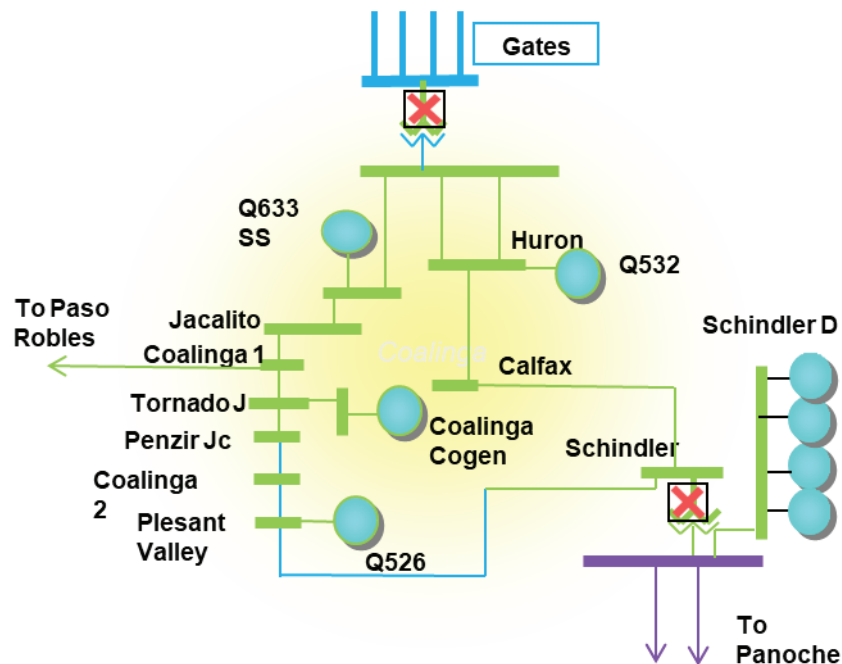 Gates
Q633
SS
Huron
Q532
To Paso
Robles
Jacalito
Schindler D
Coalinga 1
Coalinga
Calfax
Tornado J
Coalinga
Cogen
Penzir Jc
Schindler
Coalinga
2
Plesant
Valley
Q526
To
Panoche